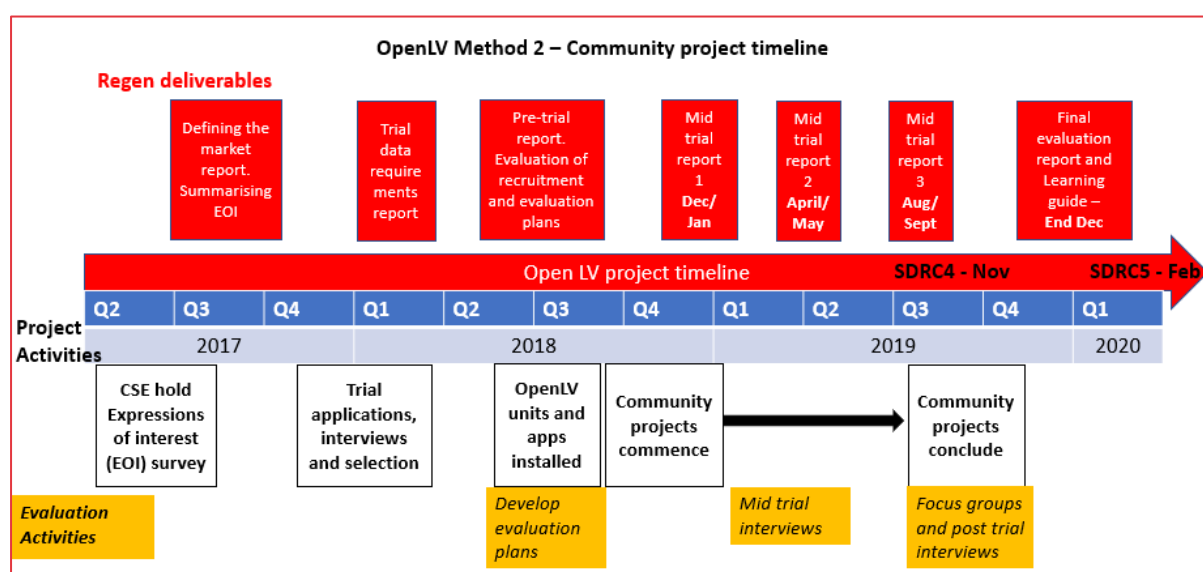 OpenLV Method 2 – Community project timeline
Regen deliverables
Defining the
market
report.
Summarising
EOI
Trial
data
require
ments
report
Pre-trial
report.
Evaluation of
recruitment
and evaluation
plans
Mid
trial
report
1
Dec/
Jan
Mid
trial
report
2
April/
May
Mid
trial
report
3
Aug/
Sept
Final
evaluation
report and
Learning
guide –
End Dec
Open LV project timeline
SDRC4 - Nov
SDRC5 - Feb
Q2 Q3 Q4 Q1 Q2 Q3 Q4 Q1 Q2 Q3 Q4 Q1
Project
Activities
2017 2018 2019 2020
CSE hold
Expressions
of interest
(EOI) survey
Trial
applications,
interviews
and selection
OpenLV
units and
apps
installed
Community
projects
commence
Community
projects
conclude
Evaluation
Activities
Develop
evaluation
plans
Mid trial
interviews
Focus groups
and post trial
interviews